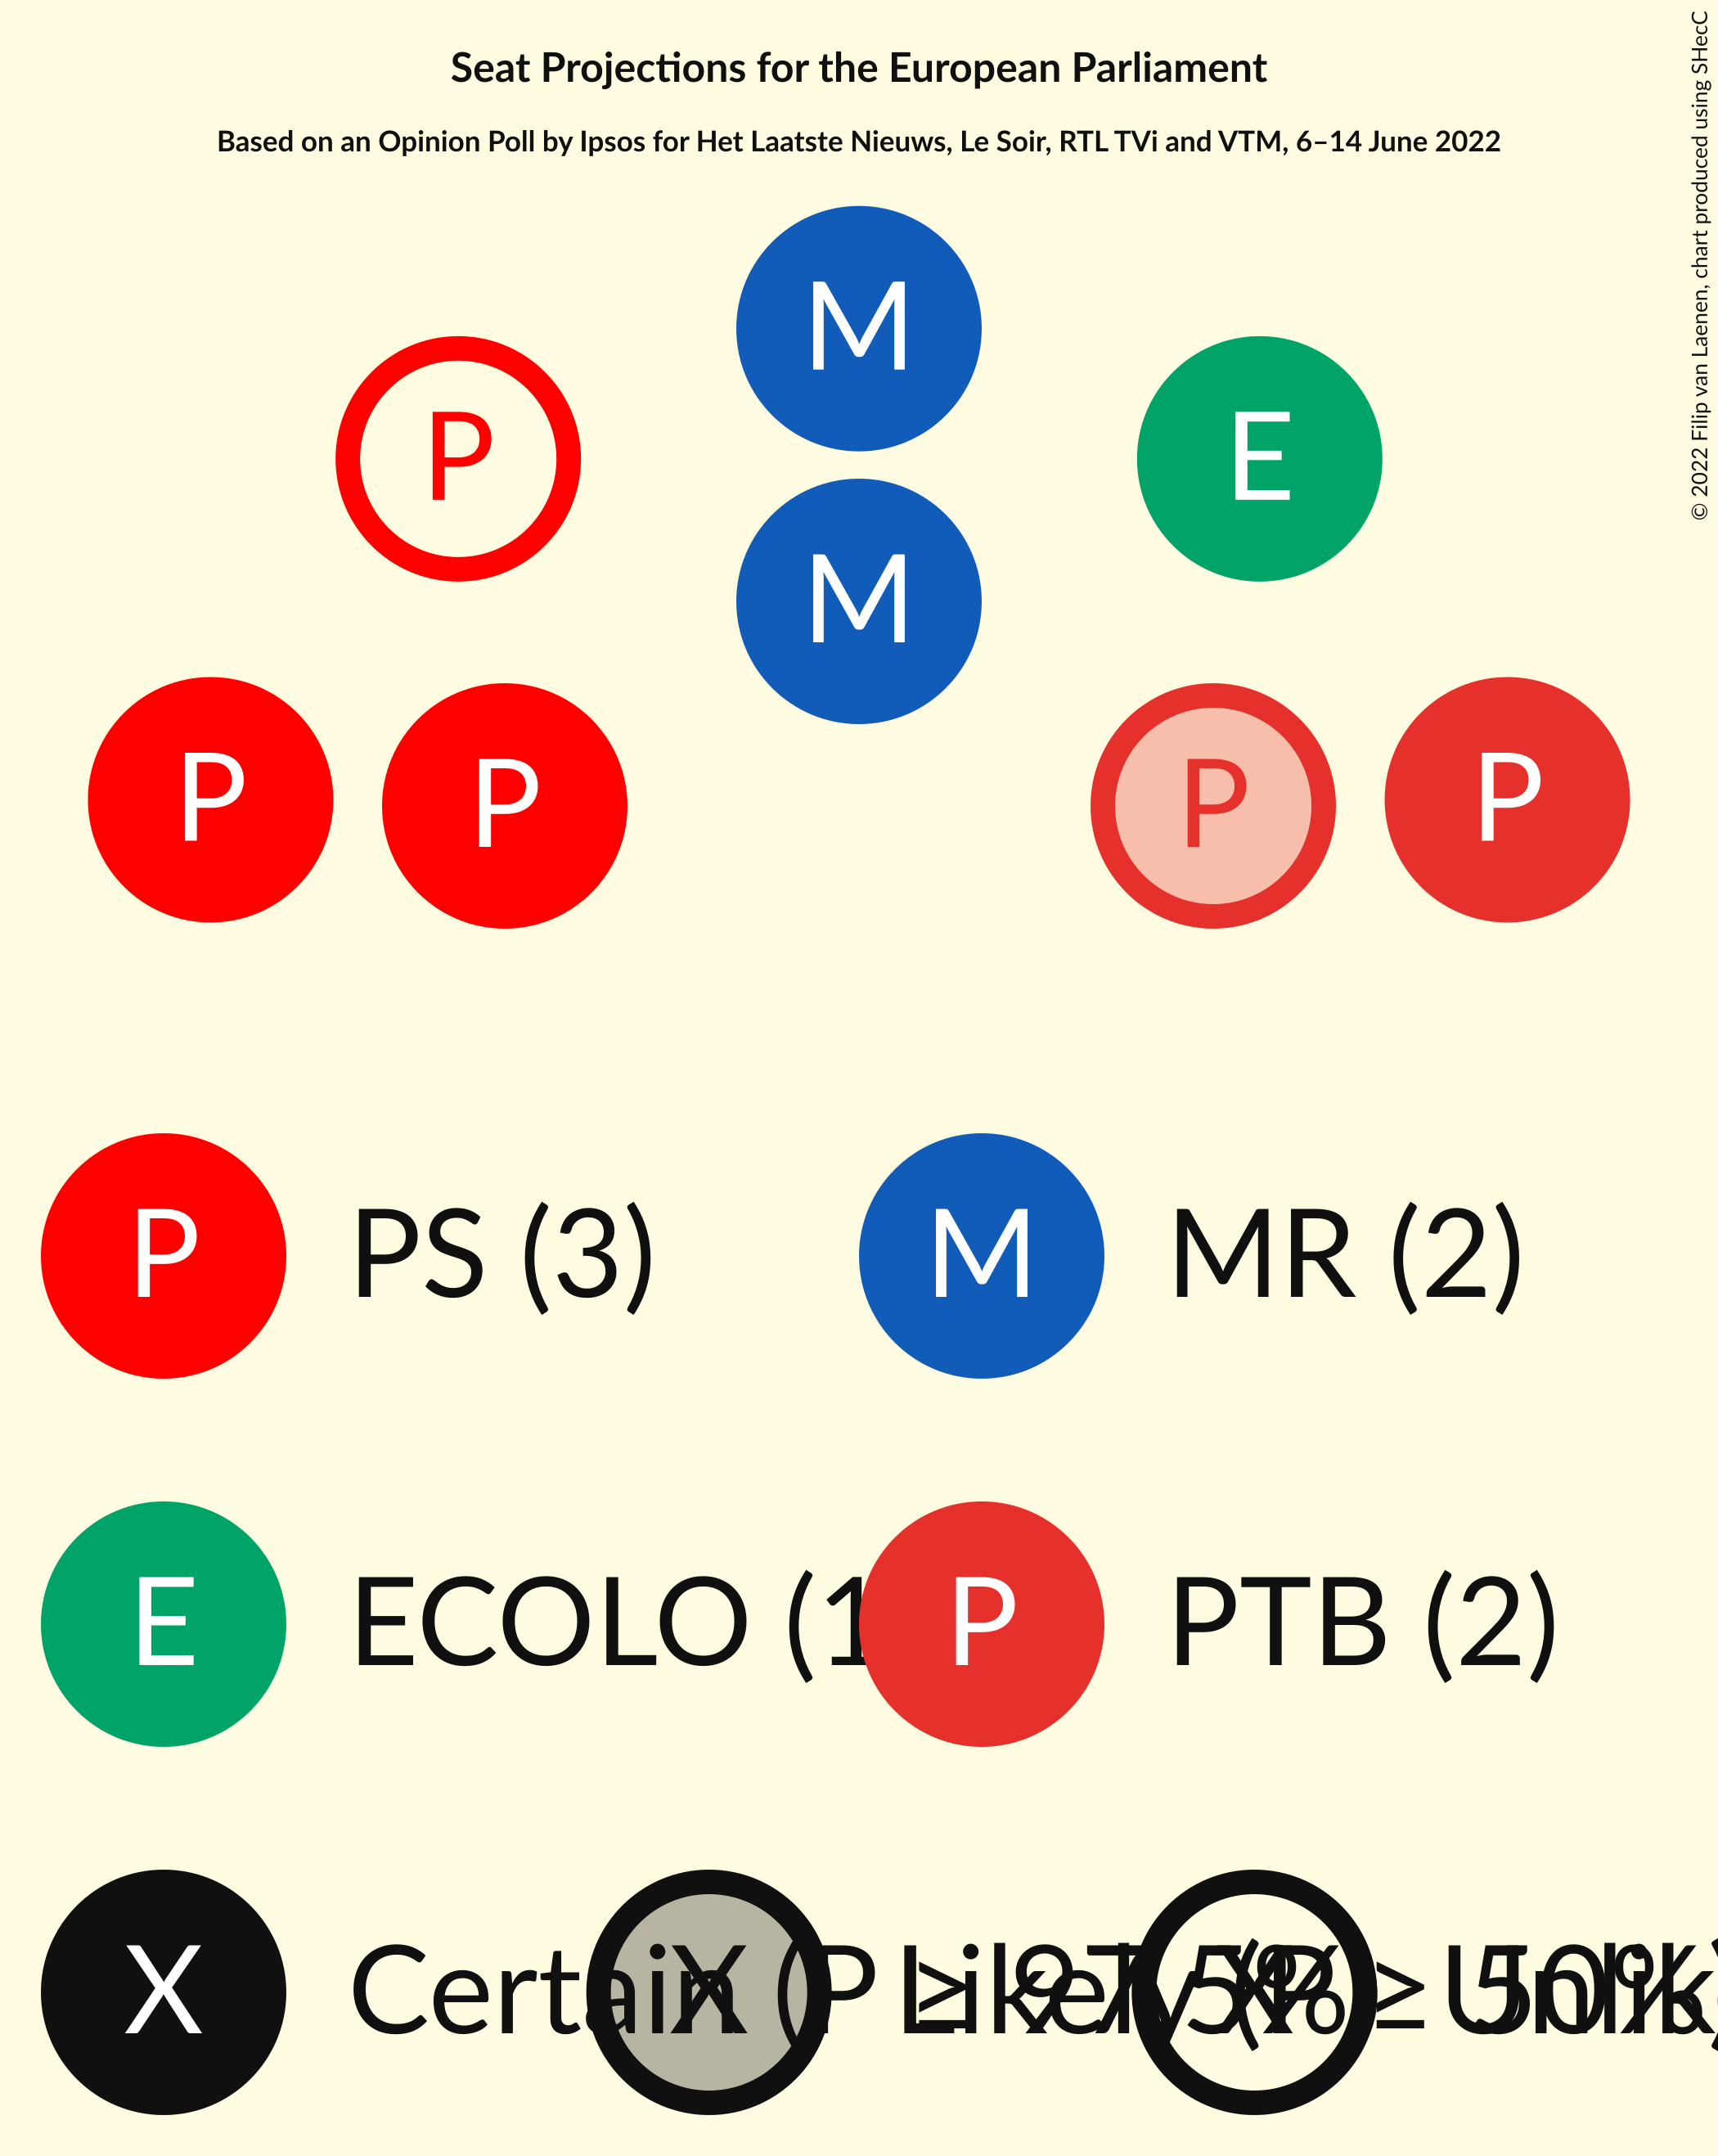 Seat Projections for the European Parliament
Based on an Opinion Poll by Ipsos for Het Laatste Nieuws, Le Soir, RTL TVi and VTM, 6–14 June 2022
© 2022 Filip van Laenen, chart produced using SHecC
M
P
E
M
P
P
P
P
P PS (3)
M MR (2)
E ECOLO (1
P PTB (2)
X Certain (P ≥
X Likely (P ≥
X